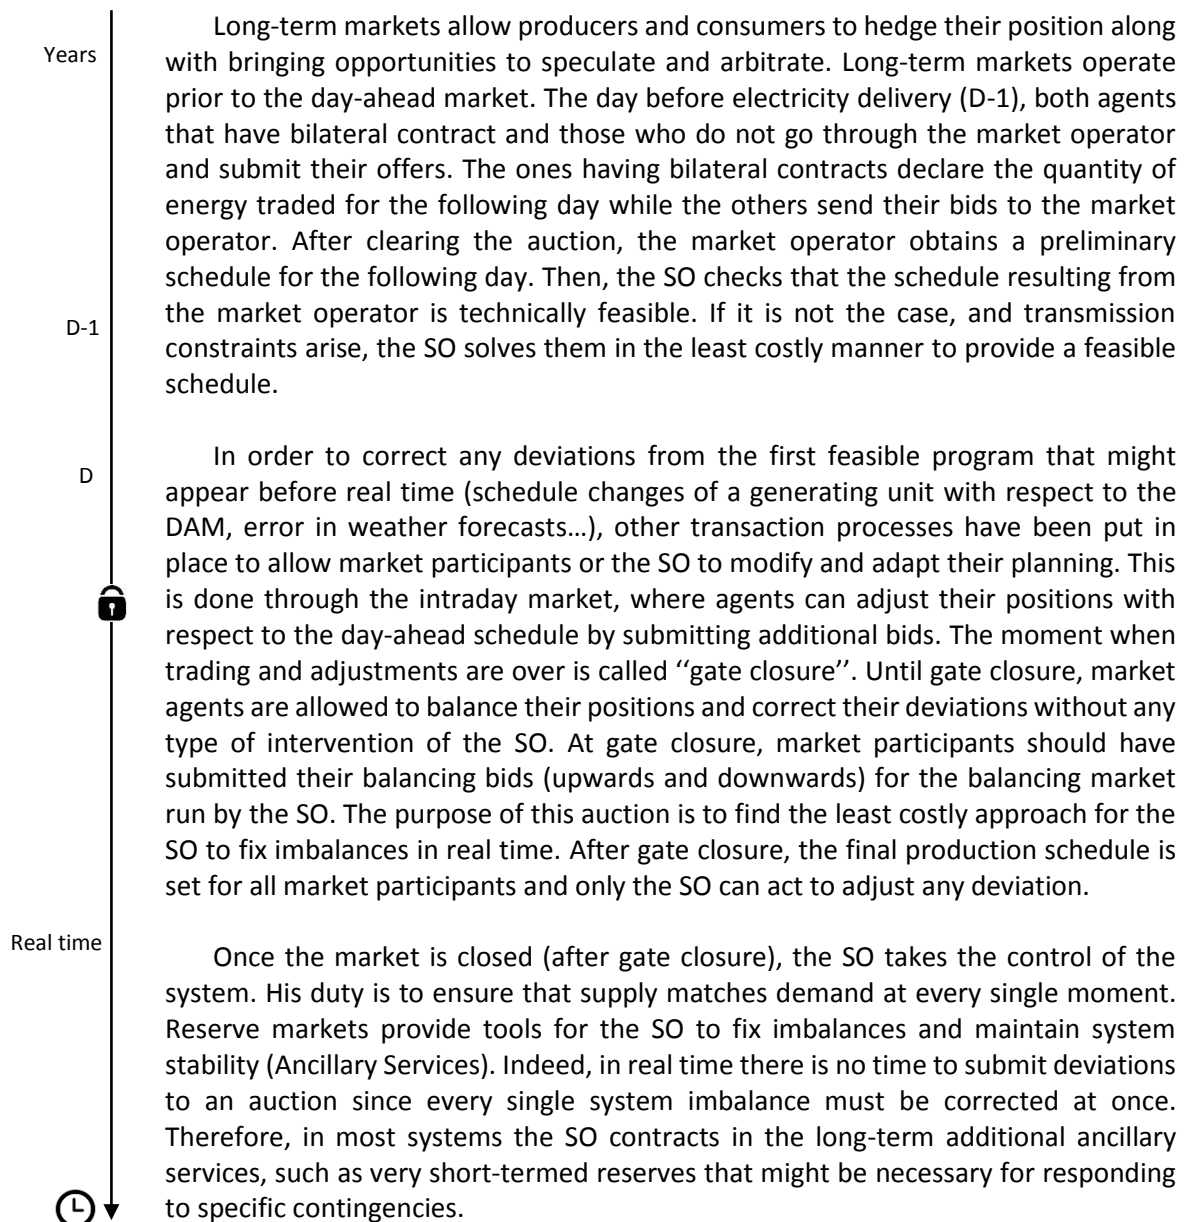 Long-term markets allow producers and consumers to hedge their position along
Years
with bringing opportunities to speculate and arbitrate. Long-term markets operate
prior to the day-ahead market. The day before electricity delivery (D-1), both agents
that have bilateral contract and those who do not go through the market operator
and submit their offers. The ones having bilateral contracts declare the quantity of
energy traded for the following day while the others send their bids to the market
operator. After clearing the auction, the market operator obtains a preliminary
schedule for the following day. Then, the SO checks that the schedule resulting from
the market operator is technically feasible. If it is not the case, and transmission
D-1
constraints arise, the SO solves them in the least costly manner to provide a feasible
schedule.
In order to correct any deviations from the first feasible program that might
D
appear before real time (schedule changes of a generating unit with respect to the
DAM, error in weather forecasts…), other transaction processes have been put in
place to allow market participants or the SO to modify and adapt their planning. This
is done through the intraday market, where agents can adjust their positions with
respect to the day-ahead schedule by submitting additional bids. The moment when
trading and adjustments are over is called ‘‘gate closure’’. Until gate closure, market
agents are allowed to balance their positions and correct their deviations without any
type of intervention of the SO. At gate closure, market participants should have
submitted their balancing bids (upwards and downwards) for the balancing market
run by the SO. The purpose of this auction is to find the least costly approach for the
SO to fix imbalances in real time. After gate closure, the final production schedule is
set for all market participants and only the SO can act to adjust any deviation.
Real time
Once the market is closed (after gate closure), the SO takes the control of the
system. His duty is to ensure that supply matches demand at every single moment.
Reserve markets provide tools for the SO to fix imbalances and maintain system
stability (Ancillary Services). Indeed, in real time there is no time to submit deviations
to an auction since every single system imbalance must be corrected at once.
Therefore, in most systems the SO contracts in the long-term additional ancillary
services, such as very short-termed reserves that might be necessary for responding
to specific contingencies.